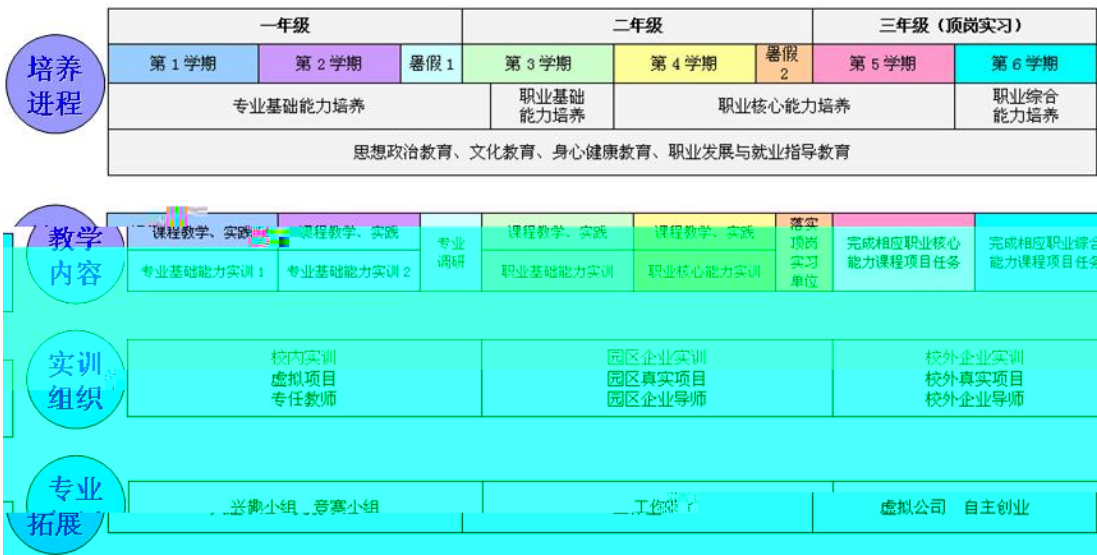 一年级 二年级 三年级（顶岗实习）
培养
进程
第 1 学期 第 2 学期 暑假 1 第 3 学期 第 4 学期 暑假
2
第 5 学期 第 6 学期
专业基础能力培养 职业基础
能力培养
职业核心能力培养 职业综合
能力培养
思想政治教育、文化教育、身心健康教育、职业发展与就业指导教育
教学
内容
课程教学、实践 课程教学、实践 课程教学、实践 课程教学、实践
专业基础能力实训 1 专业基础能力实训 2
专业
调研
职业基础能力实训 职业核心能力实训
落实
顶岗
实习
单位
完成相应职业核心
能力课程项目任务
完成相应职业综合
能力课程项目任务
实训
组织
校内实训 园区企业实训 校外企业实训
虚拟项目 园区真实项目 校外真实项目
专任教师 园区企业导师 校外企业导师
专业
拓展
兴趣小组 竞赛小组 虚拟公司 自主创业